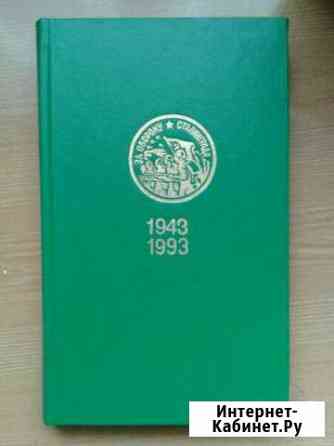 ЗА ОБОРОНУ ★ СТАЛИНГРАДА
1943
1993
Интернет-
Кабинет.Ру